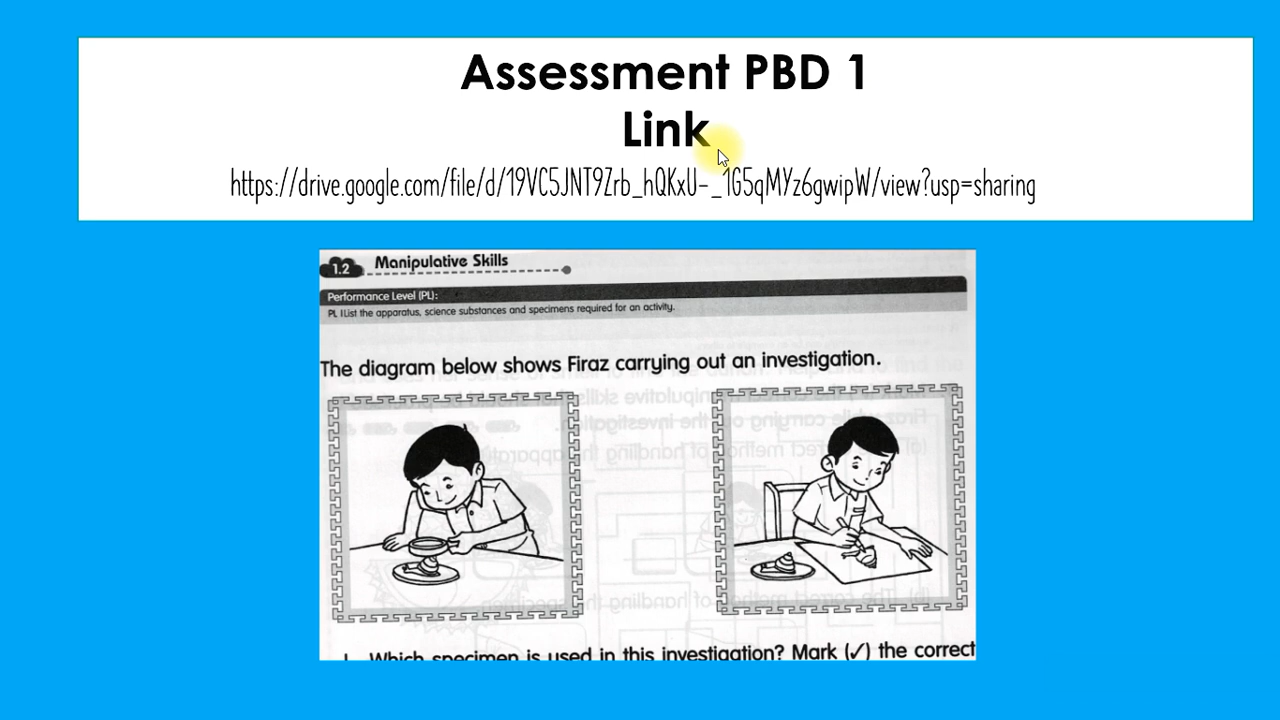 Assessment PBD 1
Link
https://drive.google.com/file/d/19VC5JNT9Zrb_hQKxU-_1G5qMYz6gwipW/view?usp=sharing
1.2 Manipulative Skills
Performance Level (PL):
PL 1 List the apparatus, science substances and specimens required for an activity.
The diagram below shows Firaz carrying out an investigation.
1. Which specimen is used in this investigation? Mark (✓) the correct